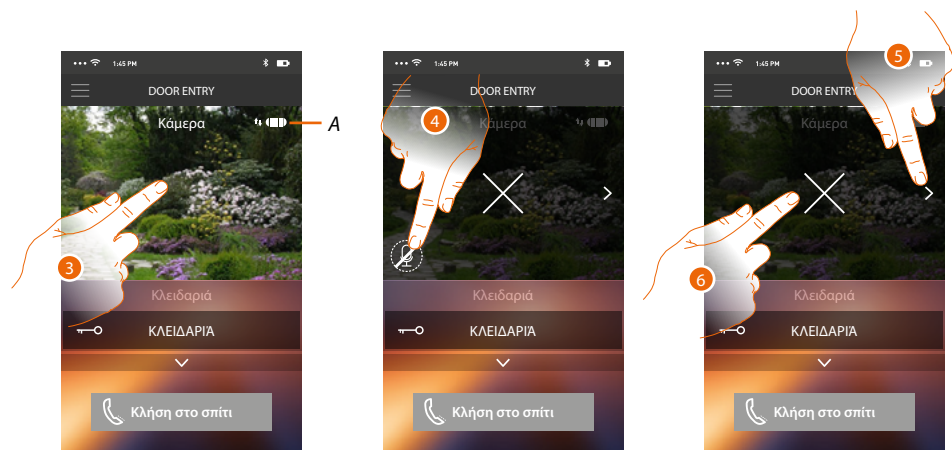 1:45 PM
DOOR ENTRY
Κάμερα
A
3
Κλειδαριά
ΚΛΕΙΔΑΡΙΆ
Κλήση στο σπίτι
1:45 PM
DOOR ENTRY
4
Κάμερα
Κλειδαριά
ΚΛΕΙΔΑΡΙΆ
Κλήση στο σπίτι
5
1:45 PM
DOOR ENTRY
Κάμερα
6
Κλειδαριά
ΚΛΕΙΔΑΡΙΆ
Κλήση στο σπίτι